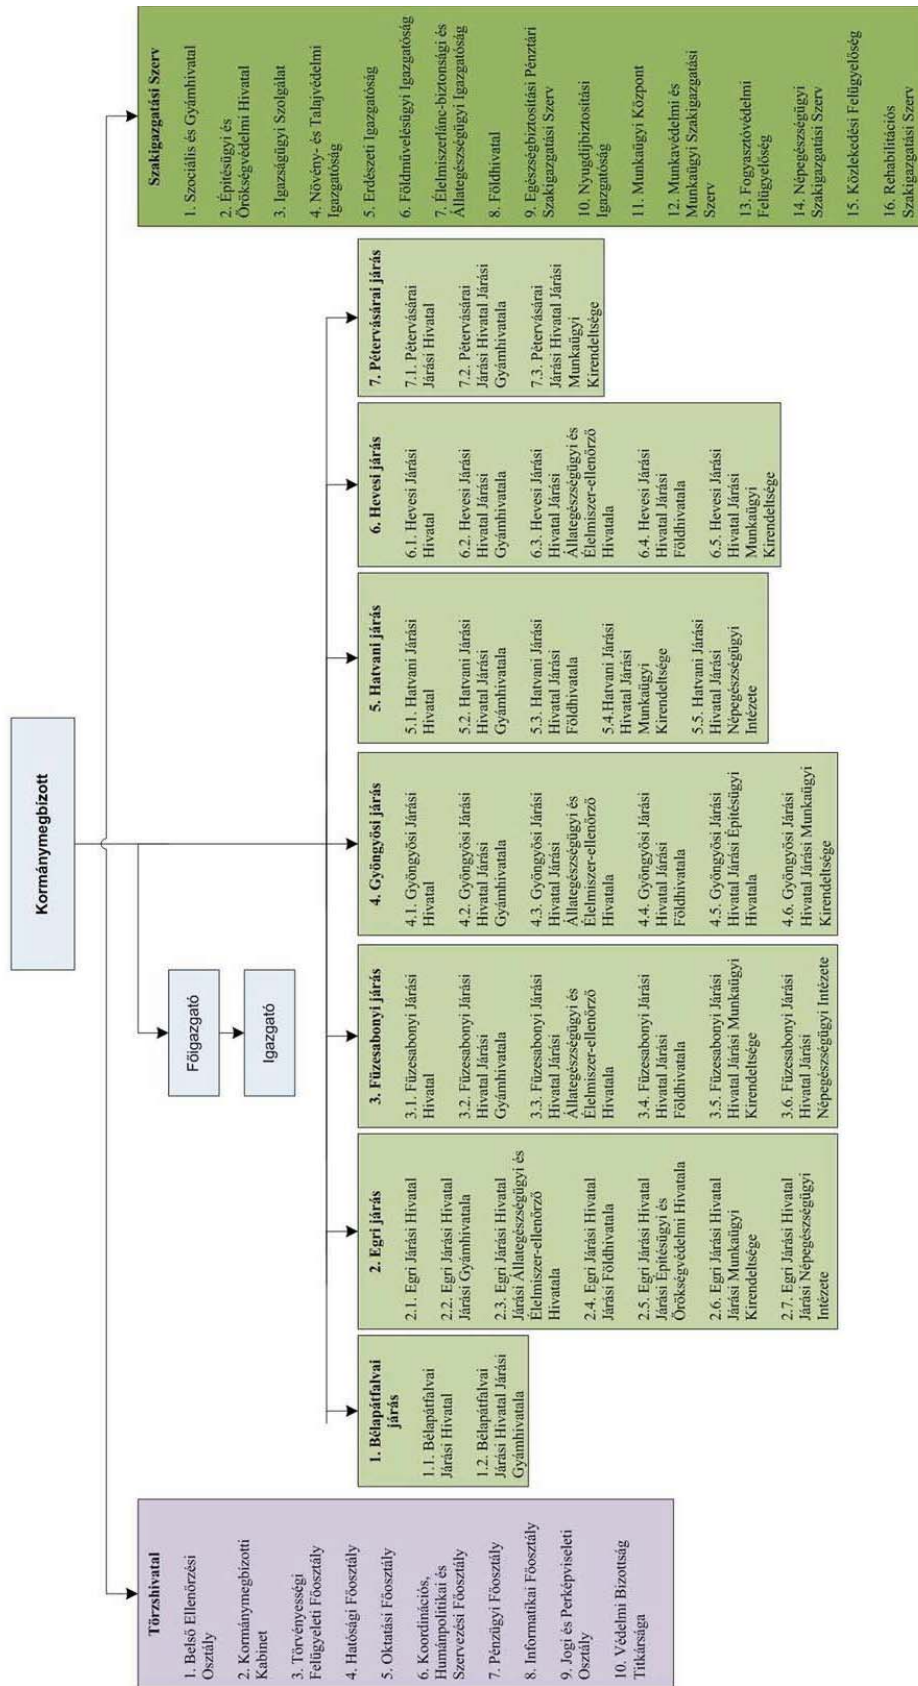 Kormánymegbízott
Főigazgató
Igazgató
Törzshivatal
1. Belső Ellenőrzési
Osztály
2. Kormánymegbízotti
Kabinet
3. Törvényességi
Felügyeleti Főosztály
4. Hatósági Főosztály
5. Oktatási Főosztály
6. Koordinációs,
Humánpolitikai és
Szervezési Főosztály
7. Pénzügyi Főosztály
8. Informatikai Főosztály
9. Jogi és Perképviseleti
Osztály
10. Védelmi Bizottság
Titkársága
1. Bélapátfalvai
járás
1.1. Bélapátfalvai
Járási Hivatal
1.2. Bélapátfalvai
Járási Hivatal Járási
Gyámhivatala
2. Egri járás
2.1. Egri Járási Hivatal
2.2. Egri Járási Hivatal
Járási Gyámhivatala
2.3. Egri Járási Hivatal
Járási Állategészségügyi és
Élelmiszer-ellenőrző
Hivatala
2.4. Egri Járási Hivatal
Járási Földhivatala
2.5. Egri Járási Hivatal
Járási Építésügyi és
Örökségvédelmi Hivatala
2.6. Egri Járási Hivatal
Járási Munkaügyi
Kirendeltsége
2.7. Egri Járási Hivatal
Járási Népegészségügyi
Intézete
3. Füzesabonyi járás
3.1. Füzesabonyi Járási
Hivatal
3.2. Füzesabonyi Járási
Hivatal Járási
Gyámhivatala
3.3. Füzesabonyi Járási
Hivatal Járási
Állategészségügyi és
Élelmiszer-ellenőrző
Hivatala
3.4. Füzesabonyi Járási
Hivatal Járási
Földhivatala
3.5. Füzesabonyi Járási
Hivatal Járási Munkaügyi
Kirendeltsége
3.6. Füzesabonyi Járási
Hivatal Járási
Népegészségügyi Intézete
4. Gyöngyösi járás
4.1. Gyöngyösi Járási
Hivatal
4.2. Gyöngyösi Járási
Hivatal Járási
Gyámhivatala
4.3. Gyöngyösi Járási
Hivatal Járási
Állategészségügyi és
Élelmiszer-ellenőrző
Hivatala
4.4. Gyöngyösi Járási
Hivatal Járási
Földhivatala
4.5. Gyöngyösi Járási
Hivatal Járási Építésügyi
Hivatala
4.6. Gyöngyösi Járási
Hivatal Járási Munkaügyi
Kirendeltsége
5. Hatvani járás
5.1. Hatvani Járási
Hivatal
5.2. Hatvani Járási
Hivatal Járási
Gyámhivatala
5.3. Hatvani Járási
Hivatal Járási
Földhivatala
5.4.Hatvani Járási
Hivatal Járási
Munkaügyi
Kirendeltsége
5.5. Hatvani Járási
Hivatal Járási
Népegészségügyi
Intézete
6. Hevesi járás
6.1. Hevesi Járási
Hivatal
6.2. Hevesi Járási
Hivatal Járási
Gyámhivatala
6.3. Hevesi Járási
Hivatal Járási
Állategészségügyi és
Élelmiszer-ellenőrző
Hivatala
6.4. Hevesi Járási
Hivatal Járási
Földhivatala
6.5. Hevesi Járási
Hivatal Járási
Munkaügyi
Kirendeltsége
7. Pétervásárai járás
7.1. Pétervásárai
Járási Hivatal
7.2. Pétervásárai
Járási Hivatal Járási
Gyámhivatala
7.3. Pétervásárai
Járási Hivatal Járási
Munkaügyi
Kirendeltsége
Szakigazgatási Szerv
1. Szociális és Gyámhivatal
2. Építésügyi és
Örökségvédelmi Hivatal
3. Igazságügyi Szolgálat
4. Növény- és Talajvédelmi
Igazgatóság
5. Erdészeti Igazgatóság
6. Földművelésügyi Igazgatóság
7. Élelmiszerlánc-biztonsági és
Állategészségügyi Igazgatóság
8. Földhivatal
9. Egészségbiztosítási Pénztári
Szakigazgatási Szerv
10. Nyugdíjbiztosítási
Igazgatóság
11. Munkaügyi Központ
12. Munkavédelmi és
Munkaügyi Szakigazgatási
Szerv
13. Fogyasztóvédelmi
Felügyelőség
14. Népegészségügyi
Szakigazgatási Szerv
15. Közlekedési Felügyelőség
16. Rehabilitációs
Szakigazgatási Szerv